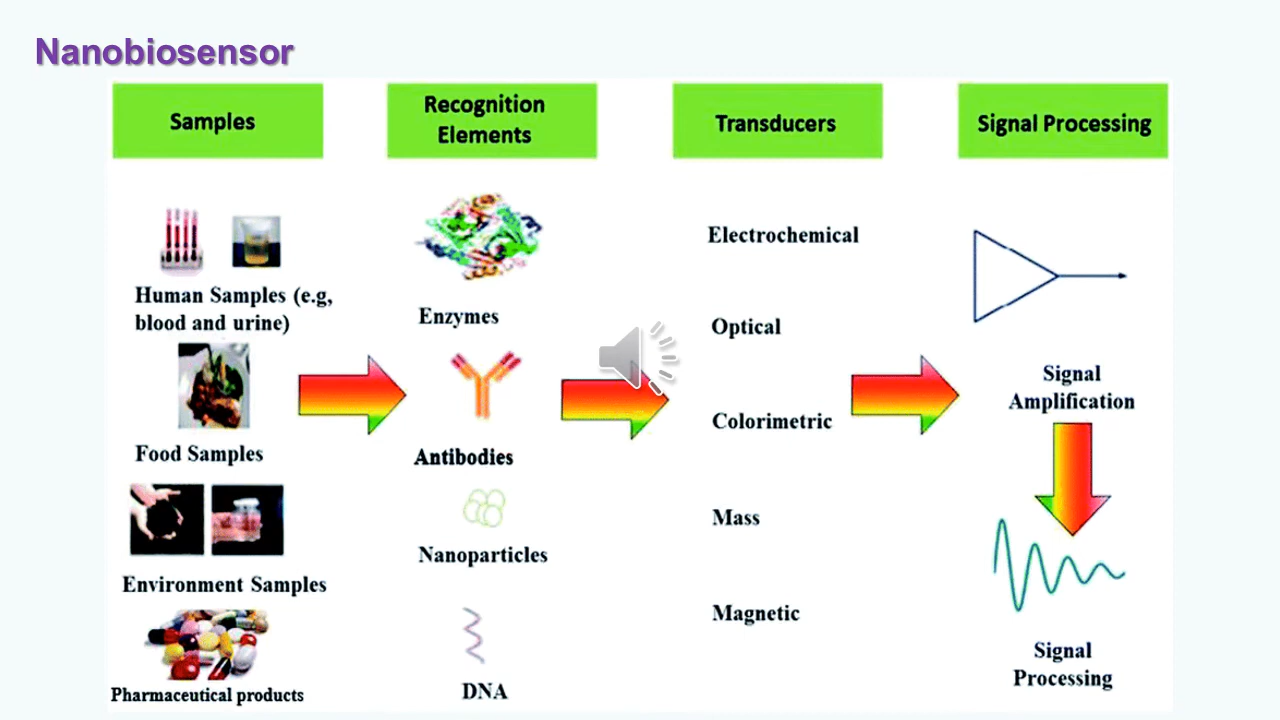 Nanobiosensor
Samples
Recognition
Elements
Transducers
Signal Processing
Human Samples (e.g,
blood and urine)
Food Samples
Environment Samples
Pharmaceutical products
Enzymes
Antibodies
Nanoparticles
DNA
Electrochemical
Optical
Colorimetric
Mass
Magnetic
Signal
Amplification
Signal
Processing